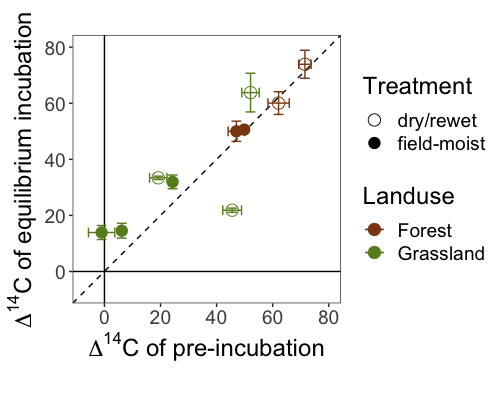 Δ14C of equilibrium incubation
80
60
40
20
0
0 20 40 60 80
Δ14C of pre-incubation
Treatment
dry/rewet
field-moist
Landuse
Forest
Grassland